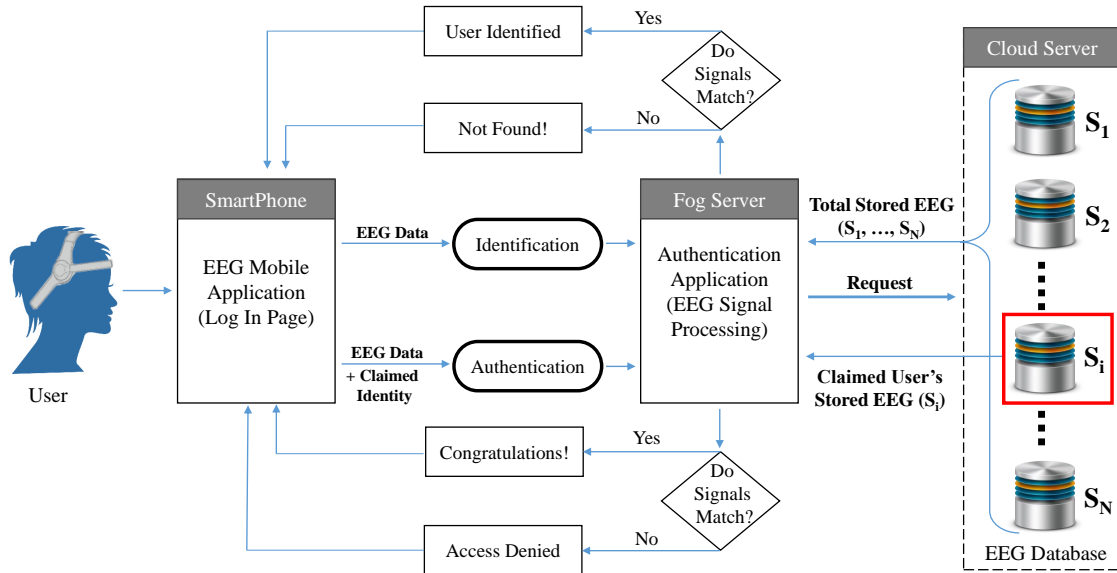 User Identified
Yes
Do
Signals
Match?
Not Found!
No
Cloud Server
S1
S2
Si
SN
EEG Database
SmartPhone
EEG Mobile
Application
(Log In Page)
User
EEG Data
Identification
EEG Data
+ Claimed
Identity
Authentication
Fog Server
Authentication
Application
(EEG Signal
Processing)
Total Stored EEG
(S1, …, SN)
Request
Claimed User's
Stored EEG (Si)
Congratulations!
Yes
Do
Signals
Match?
Access Denied
No